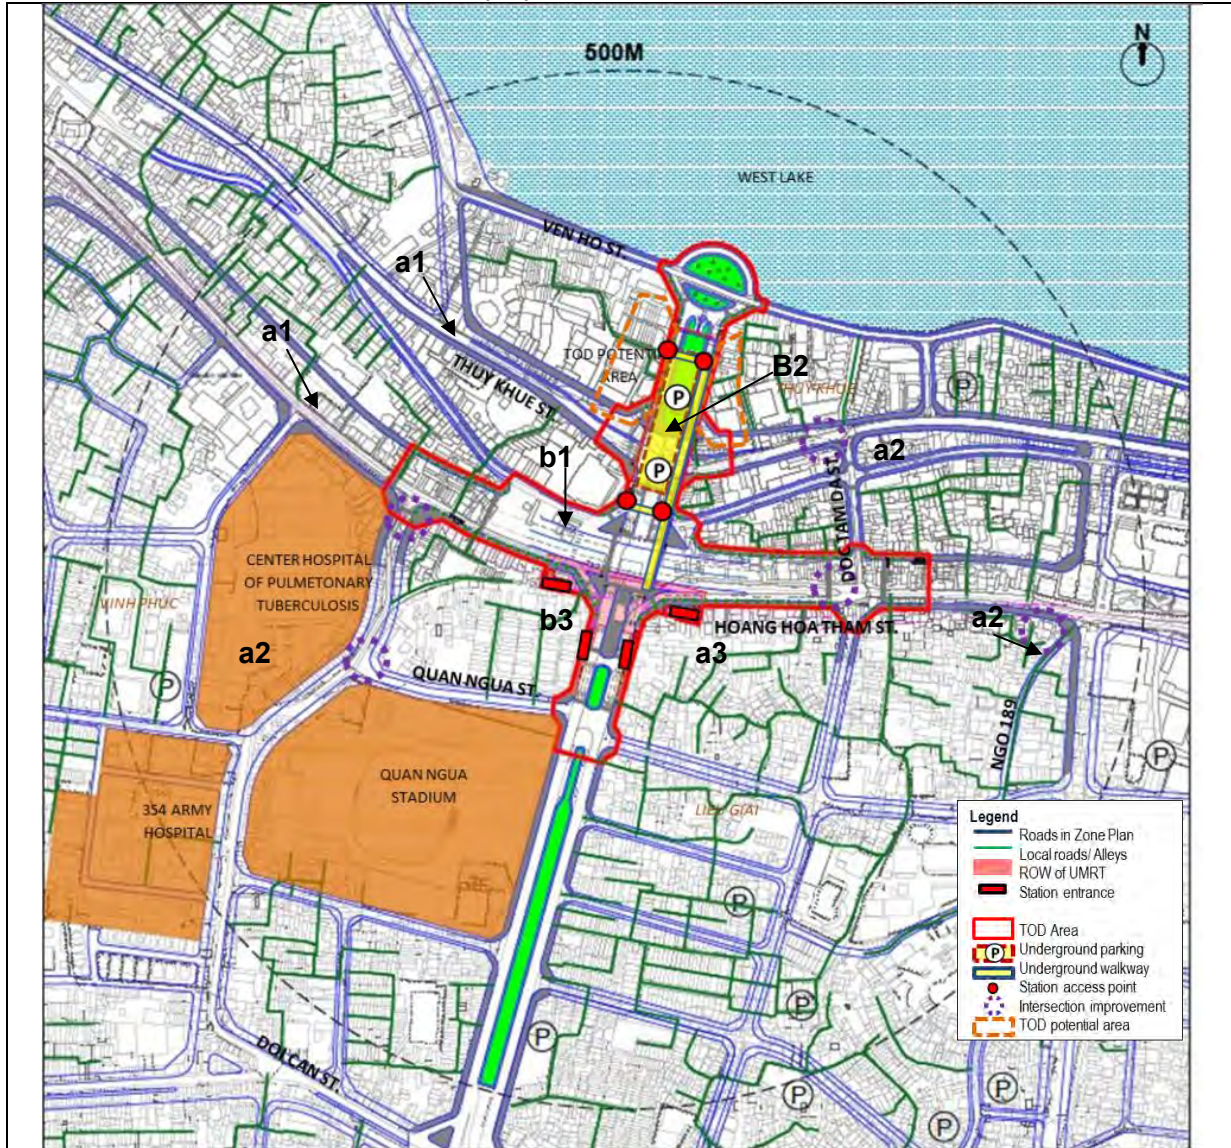 500M
N
WEST LAKE
VEN HO ST.
a1
a1
THUY KHUE ST.
TOD POTENTI
AREA
B2
THUY KHUE
P
P
P
b1
a2
DOC TAM DA ST.
CENTER HOSPITAL
OF PULMETONARY
TUBERCULOSIS
VINH PHUC
b3
a2
HOANG HOA THAM ST.
a2
a3
P
QUAN NGUA ST.
NGO 189
P
QUAN NGUA
STADIUM
354 ARMY
HOSPITAL
LIEU GIAI
P
P
P
DOLCAN ST.
P
P
P
Legend
Roads in Zone Plan
Local roads/ Alleys
ROW of UMRT
Station entrance
TOD Area
P
Underground parking
Underground walkway
Station access point
Intersection improvement
TOD potential area